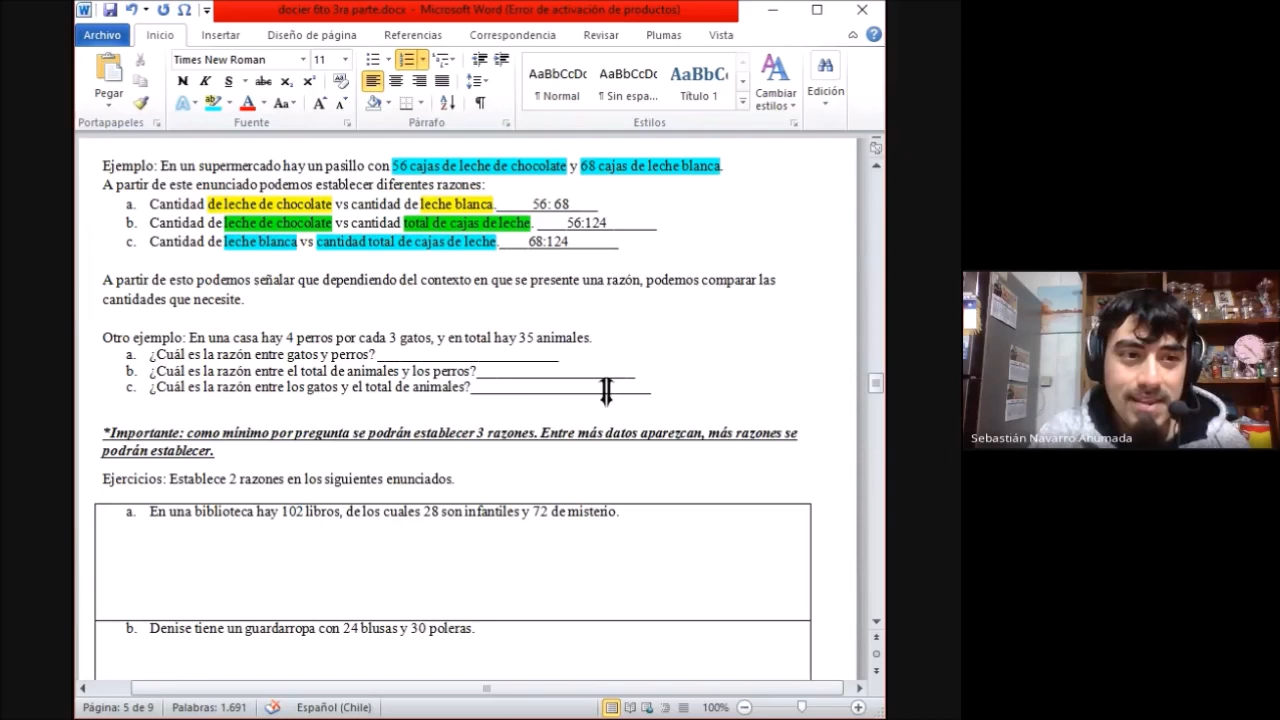 docier 6to 3ra parte.docx - Microsoft Word (Error de activación de productos)
Archivo Inicio Insertar Diseño de página Referencias Correspondencia Revisar Plumas Vista
Times New Roman 11
AaBbCcDc AaBbCcDc AaBbC
Pegar
N K S abc x₂ x²
Cambiar estilos
Edición
¶ Normal ¶ Sin espa... Título 1
A A Aa A A
Portapapeles Fuente Párrafo Estilos
Ejemplo: En un supermercado hay un pasillo con 56 cajas de leche de chocolate y 68 cajas de leche blanca.
A partir de este enunciado podemos establecer diferentes razones:
a. Cantidad de leche de chocolate vs cantidad de leche blanca. 56: 68
b. Cantidad de leche de chocolate vs cantidad total de cajas de leche. 56:124
c. Cantidad de leche blanca vs cantidad total de cajas de leche. 68:124
A partir de esto podemos señalar que dependiendo del contexto en que se presente una razón, podemos comparar las
cantidades que necesite.
Otro ejemplo: En una casa hay 4 perros por cada 3 gatos, y en total hay 35 animales.
a. ¿Cuál es la razón entre gatos y perros? ____
b. ¿Cuál es la razón entre el total de animales y los perros?____
c. ¿Cuál es la razón entre los gatos y el total de animales?____
*Importante: como mínimo por pregunta se podrán establecer 3 razones. Entre más datos aparezcan, más razones se
podrán establecer.
Ejercicios: Establece 2 razones en los siguientes enunciados.
a. En una biblioteca hay 102 libros, de los cuales 28 son infantiles y 72 de misterio.
b. Denise tiene un guardarropa con 24 blusas y 30 poleras.
Página: 5 de 9 Palabras: 1.691 Español (Chile) 100%
Sebastián Navarro Ahumada